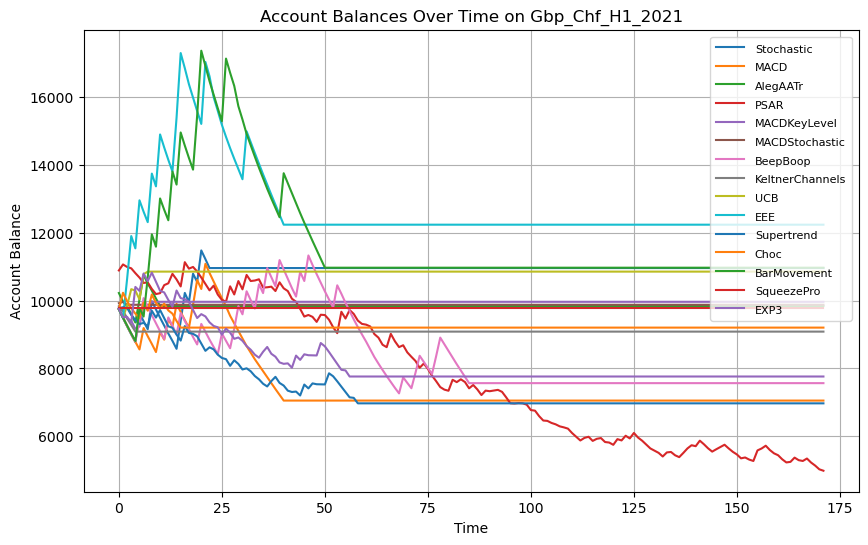 Account Balances Over Time on Gbp_Chf_H1_2021
Account Balance
16000
14000
12000
10000
8000
6000
0
25
50
75
100
125
150
175
Time
Stochastic
MACD
AlegAATr
PSAR
MACDKeyLevel
MACDStochastic
BeepBoop
KeltnerChannels
UCB
EEE
Supertrend
Choc
BarMovement
SqueezePro
EXP3